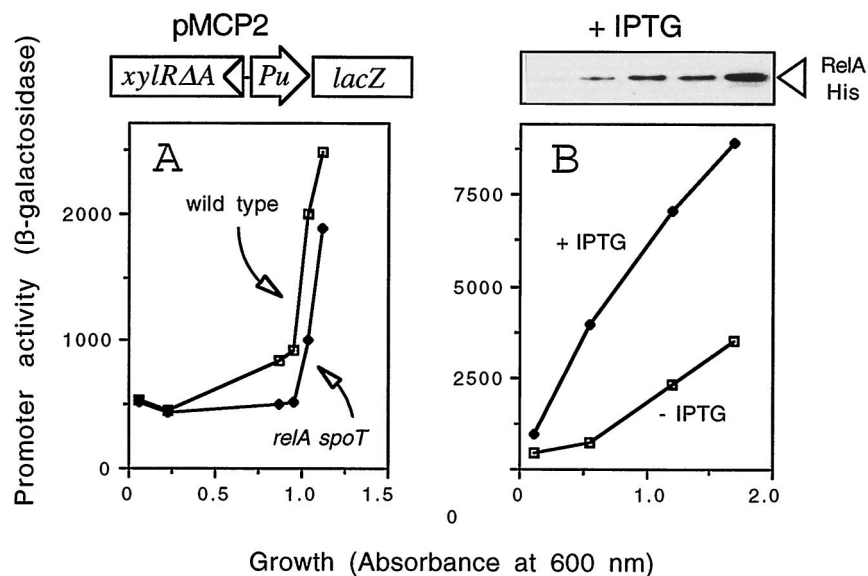 pMCP2
xylRΔA Pu lacZ
+ IPTG
RelA
His
Promoter activity (ß-galactosidase)
A
wild type
relA spoT
2000
1000
0
0 0.5 1.0 1.5
B
+ IPTG
- IPTG
7500
5000
2500
0
0 1.0 2.0
Growth (Absorbance at 600 nm)